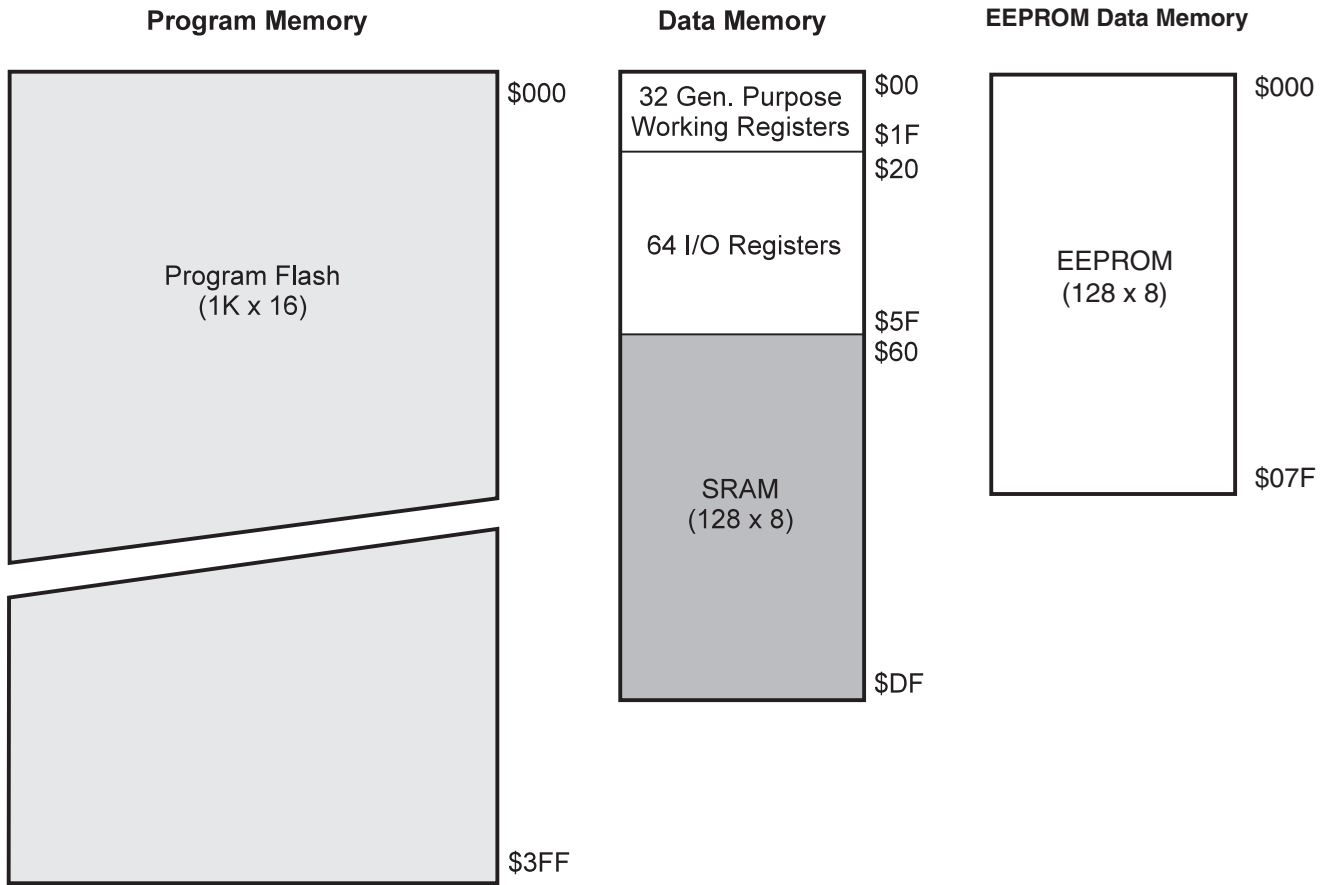 Program Memory
$000
Program Flash
(1K x 16)
$3FF
Data Memory
32 Gen. Purpose
Working Registers
$00
$1F
$20
64 I/O Registers
$5F
$60
SRAM
(128 x 8)
$DF
EEPROM Data Memory
$000
EEPROM
(128 x 8)
$07F